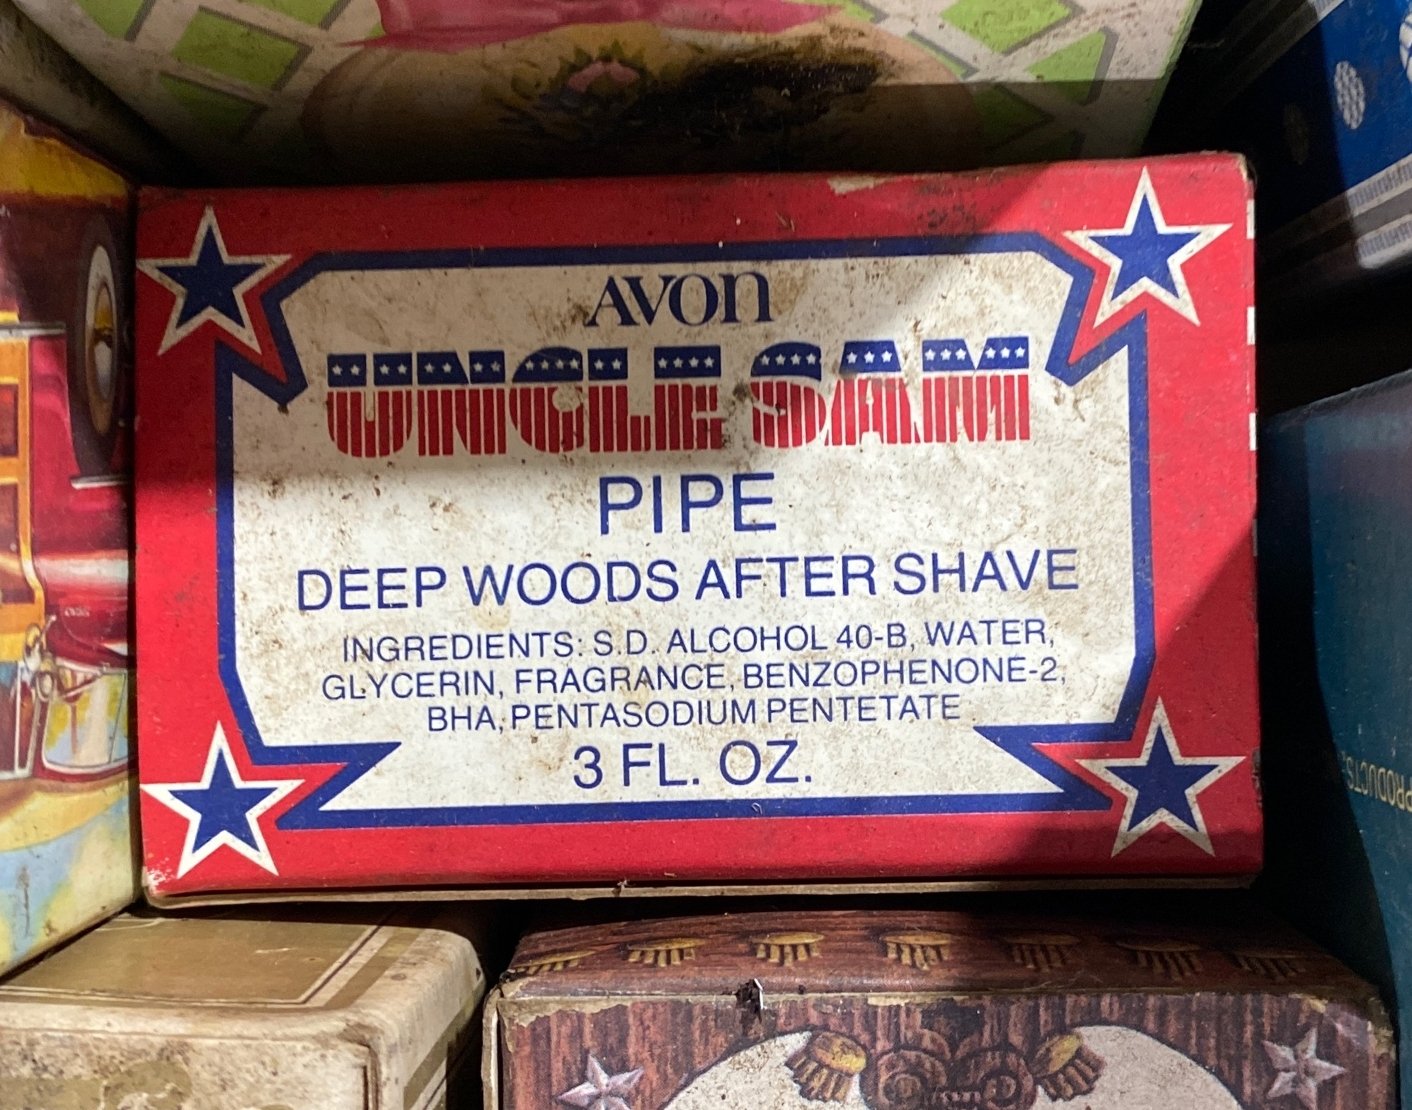 AVON
UNCLE SAM
PIPE
DEEP WOODS AFTER SHAVE
INGREDIENTS: S.D. ALCOHOL 40-B, WATER,
GLYCERIN, FRAGRANCE, BENZOPHENONE-2,
BHA, PENTASODIUM PENTETATE
3 FL. OZ.
PRODUCTS